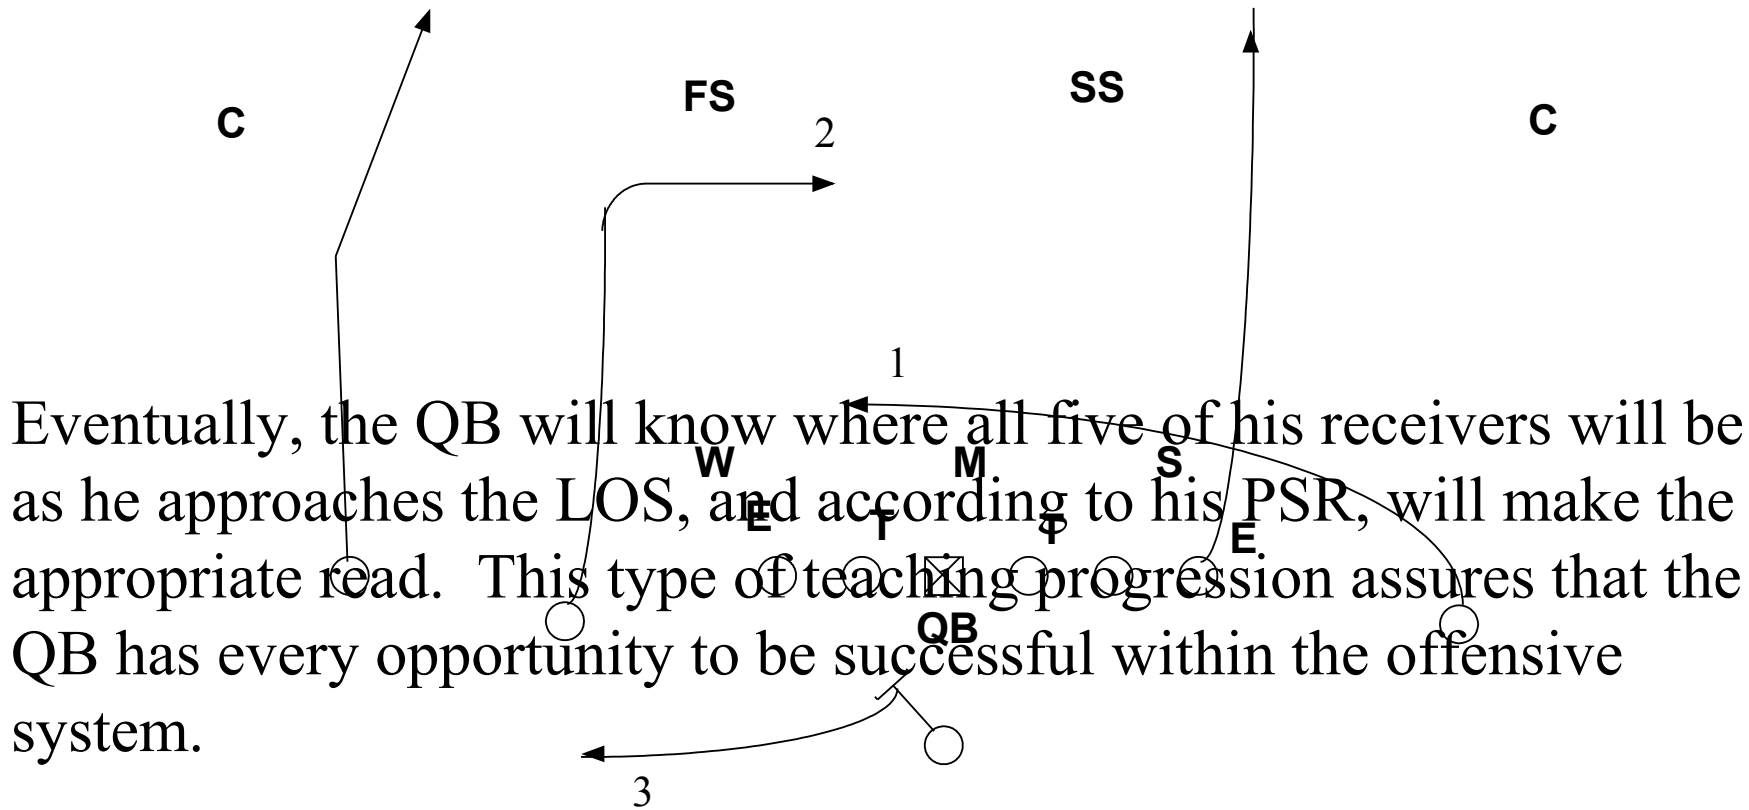 FS
SS
C
C
2
1
Eventually, the QB will know where all five of his receivers will be
W M S
as he approaches the LOS, and according to his PSR, will make the
E T T E
appropriate read. This type of teaching progression assures that the
QB
QB has every opportunity to be successful within the offensive
system.
3